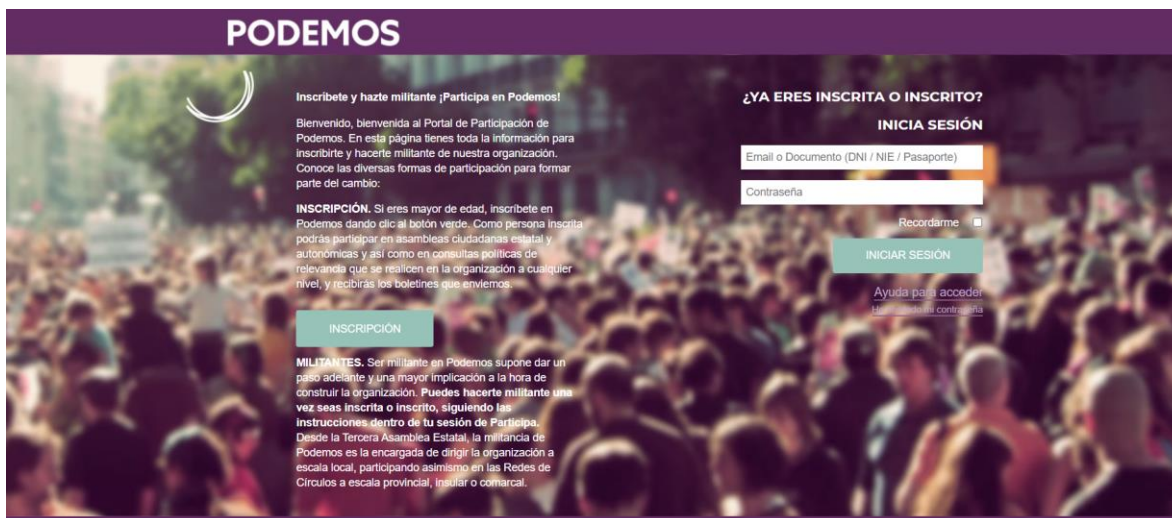 PODEMOS
Inscríbete y hazte militante ¡Participa en Podemos!
Bienvenido, bienvenida al Portal de Participación de
Podemos. En esta página tienes toda la información para
inscribirte y hacerte militante de nuestra organización.
Conoce las diversas formas de participación para formar
parte del cambio:
INSCRIPCIÓN. Si eres mayor de edad, inscríbete en
Podemos dando clic al botón verde. Como persona inscrita
podrás participar en asambleas ciudadanas estatal y
autonómicas y así como en consultas políticas de
relevancia que se realicen en la organización a cualquier
nivel, y recibirás los boletines que enviemos.
INSCRIPCIÓN
MILITANTES. Ser militante en Podemos supone dar un
paso adelante y una mayor implicación a la hora de
construir la organización. Puedes hacerte militante una
vez seas inscrita o inscrito, siguiendo las
instrucciones dentro de tu sesión de Participa.
Desde la Tercera Asamblea Estatal, la militancia de
Podemos es la encargada de dirigir la organización a
escala local, participando asimismo en las Redes de
Círculos a escala provincial, insular o comarcal.
¿YA ERES INSCRITA O INSCRITO?
INICIA SESIÓN
Email o Documento (DNI / NIE / Pasaporte)
Contraseña
Recordarme
INICIAR SESIÓN
Ayuda para acceder
He olvidado mi contraseña